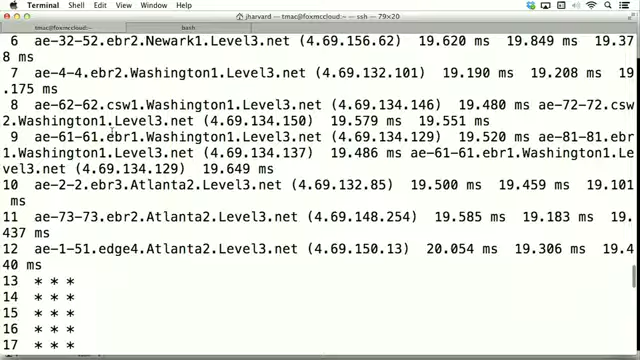 Terminal Shell Edit View Window Help
jharvard — tmac@foxmccloud:~ — ssh — 79×20
tmac@foxmccloud:~ bash
6 ae-32-52.ebr2.Newark1.Level3.net (4.69.156.62) 19.620 ms 19.849 ms 19.37
8 ms
7 ae-4-4.ebr2.Washington1.Level3.net (4.69.132.101) 19.190 ms 19.208 ms 19
.175 ms
8 ae-62-62.csw1.Washington1.Level3.net (4.69.134.146) 19.480 ms ae-72-72.csw
2.Washington1.Level3.net (4.69.134.150) 19.579 ms 19.551 ms
9 ae-61-61.ebr1.Washington1.Level3.net (4.69.134.129) 19.520 ms ae-81-81.ebr
1.Washington1.Level3.net (4.69.134.137) 19.486 ms ae-61-61.ebr1.Washington1.Le
vel3.net (4.69.134.129) 19.649 ms
10 ae-2-2.ebr3.Atlanta2.Level3.net (4.69.132.85) 19.500 ms 19.459 ms 19.101
ms
11 ae-73-73.ebr2.Atlanta2.Level3.net (4.69.148.254) 19.585 ms 19.183 ms 19.
437 ms
12 ae-1-51.edge4.Atlanta2.Level3.net (4.69.150.13) 20.054 ms 19.306 ms 19.4
40 ms
13 * * *
14 * * *
15 * * *
16 * * *
17 * * *